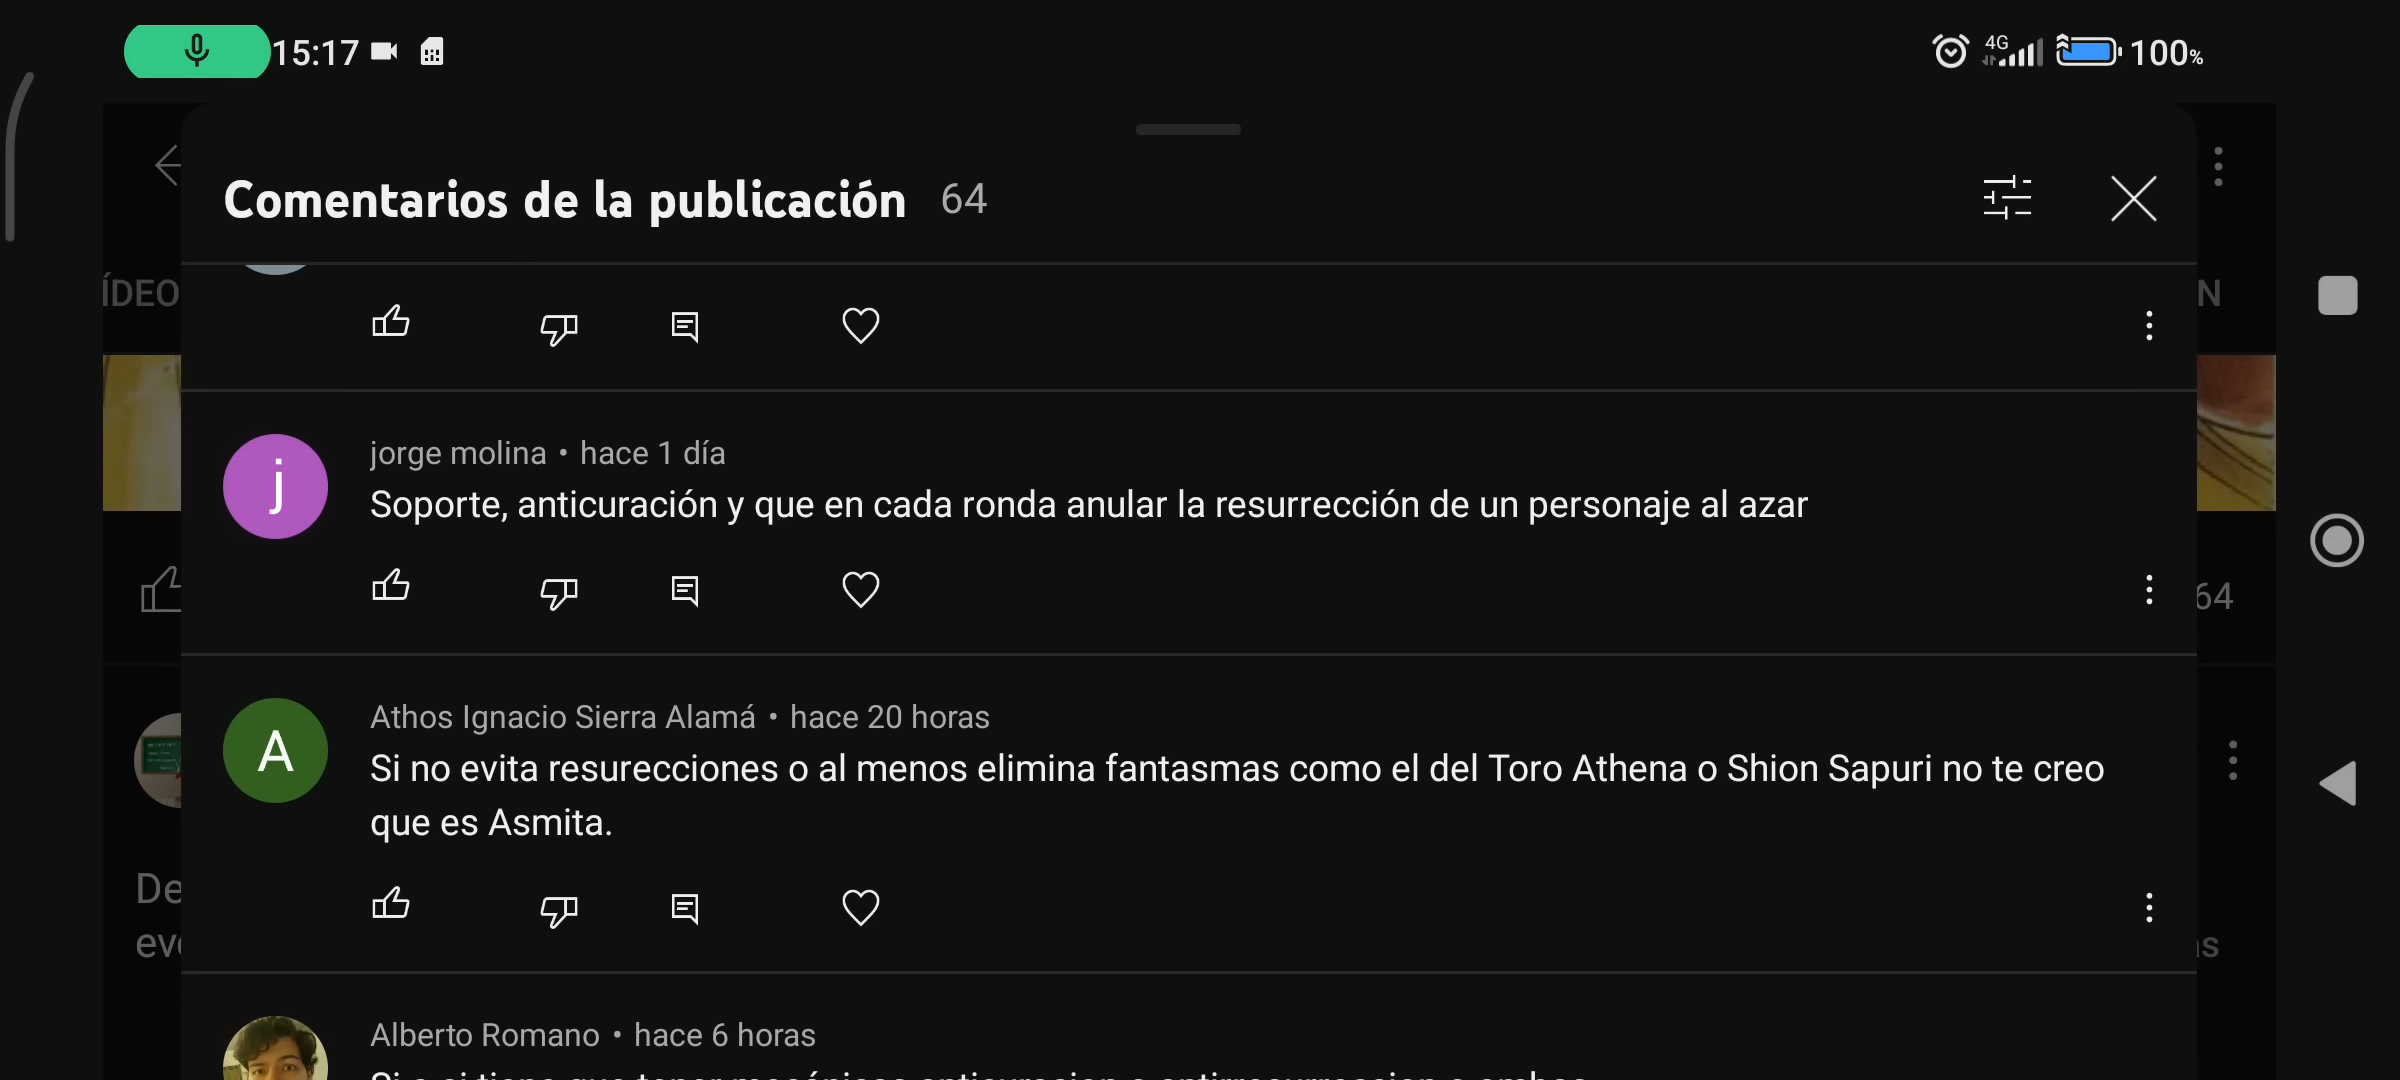 15:17
4G
100%
Comentarios de la publicación 64
ÍDEO
N
jorge molina • hace 1 día
Soporte, anticuración y que en cada ronda anular la resurrección de un personaje al azar
64
Athos Ignacio Sierra Alamá • hace 20 horas
Si no evita resurecciones o al menos elimina fantasmas como el del Toro Athena o Shion Sapuri no te creo
que es Asmita.
De
eve
as
Alberto Romano • hace 6 horas